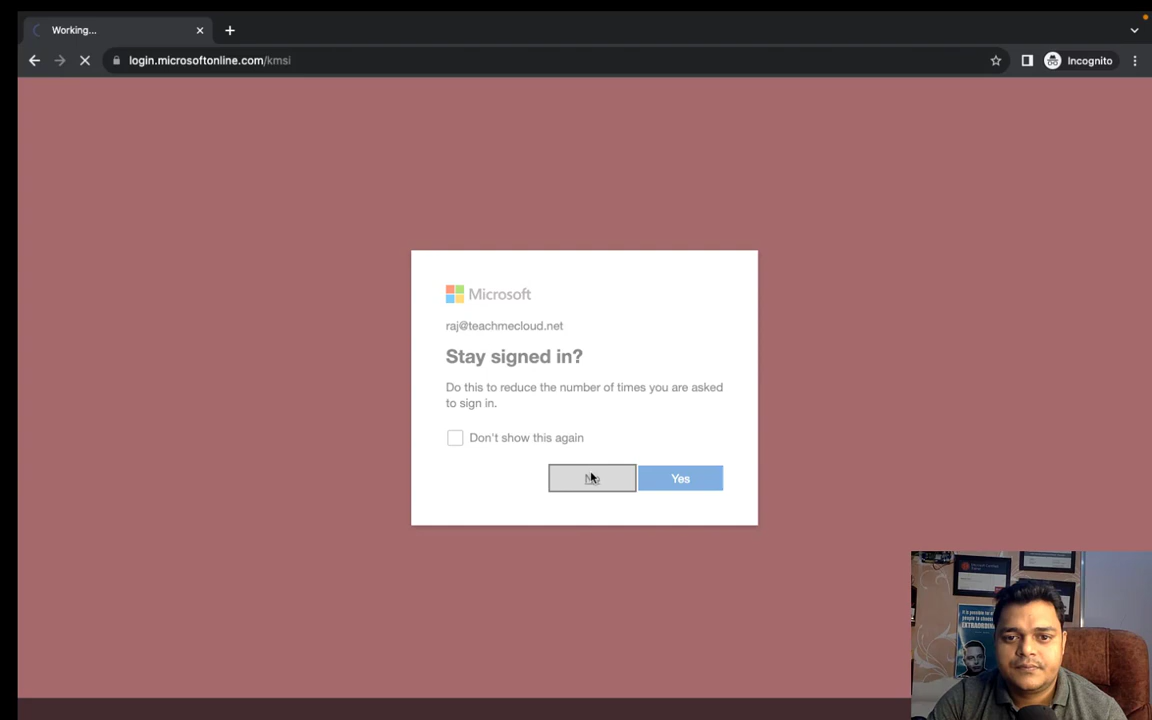 Working...
login.microsoftonline.com/kmsi
Incognito
Microsoft
raj@teachmecloud.net
Stay signed in?
Do this to reduce the number of times you are asked
to sign in.
Don't show this again
Yes
EXTRAORDIN